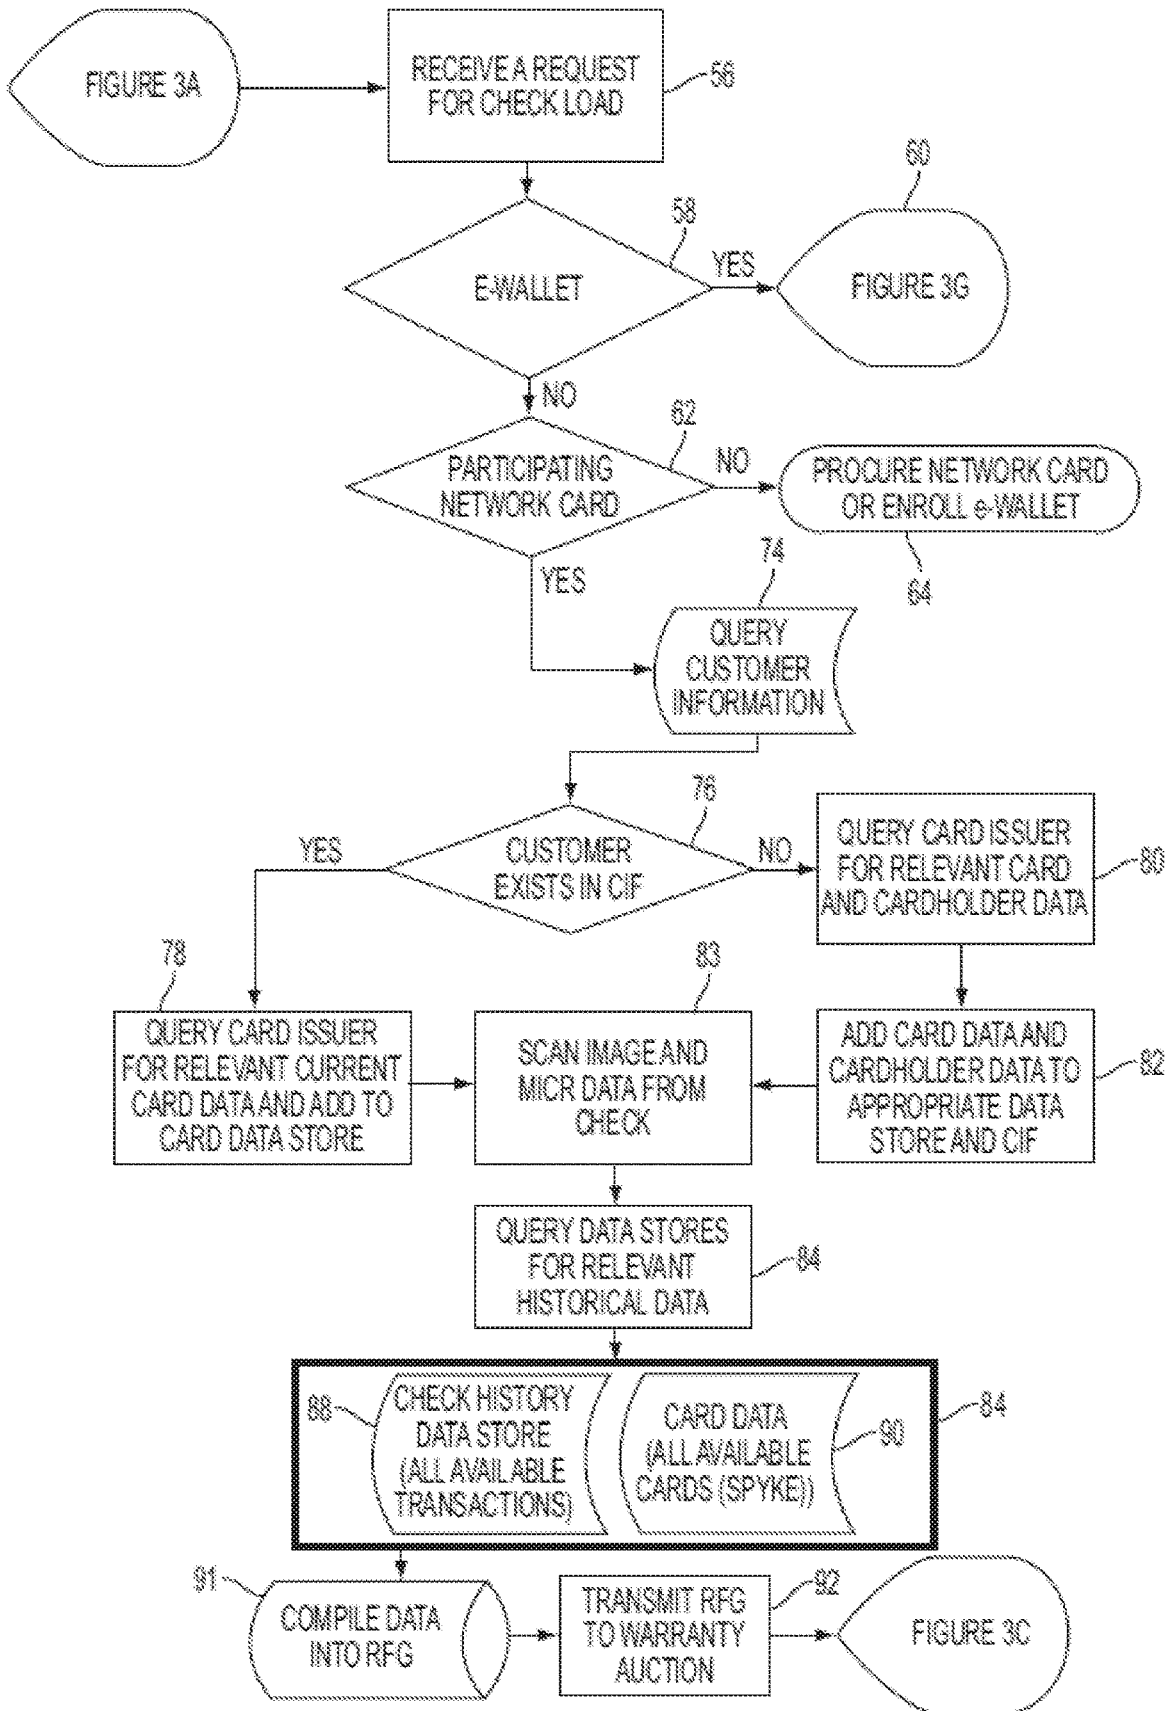 FIGURE 3A
RECEIVE A REQUEST
FOR CHECK LOAD
56
60
58
E-WALLET
YES
FIGURE 3G
NO
62
PARTICIPATING
NETWORK CARD
NO
PROCURE NETWORK CARD
OR ENROLL e-WALLET
64
YES
74
QUERY
CUSTOMER
INFORMATION
76
YES
CUSTOMER
EXISTS IN CIF
NO
QUERY CARD ISSUER
FOR RELEVANT CARD
AND CARDHOLDER DATA
80
78
QUERY CARD ISSUER
FOR RELEVANT CURRENT
CARD DATA AND ADD TO
CARD DATA STORE
83
SCAN IMAGE AND
MICR DATA FROM
CHECK
ADD CARD DATA AND
CARDHOLDER DATA TO
APPROPRIATE DATA
STORE AND CIF
82
QUERY DATA STORES
FOR RELEVANT
HISTORICAL DATA
84
88
CHECK HISTORY
DATA STORE
(ALL AVAILABLE
TRANSACTIONS)
CARD DATA
(ALL AVAILABLE
CARDS (SPYKE))
90
84
91
COMPILE DATA
INTO RFG
92
TRANSMIT RFG
TO WARRANTY
AUCTION
FIGURE 3C